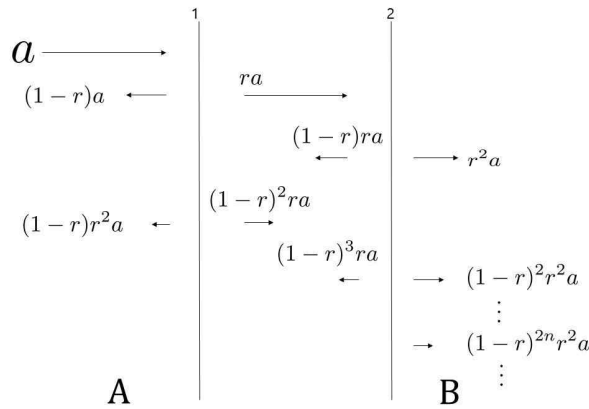 1 2
a
(1 − r)a
ra
(1 − r)ra
r²a
(1 − r)²ra
(1 − r)r²a
(1 − r)³ra
(1 − r)²r²a
⋮
(1 − r)²ⁿr²a
⋮
A B